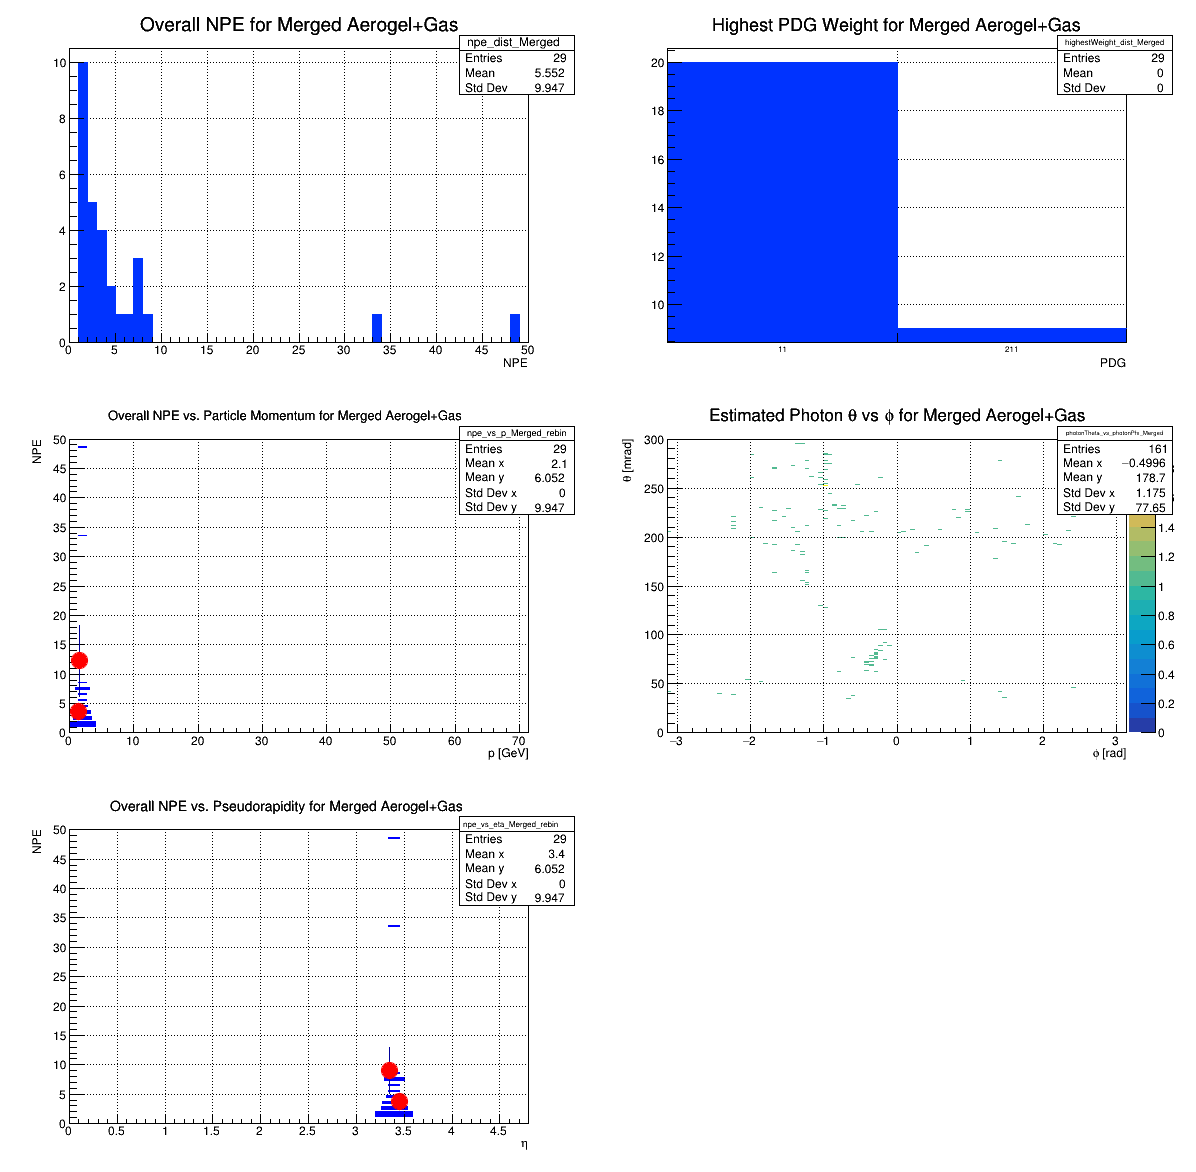 Overall NPE for Merged Aerogel+Gas
npe_dist_Merged
Entries 29
Mean 5.552
Std Dev 9.947
10
8
6
4
2
0
0 5 10 15 20 25 30 35 40 45 50
NPE
Highest PDG Weight for Merged Aerogel+Gas
highestWeight_dist_Merged
Entries 29
Mean 0
Std Dev 0
20
18
16
14
12
10
11 211
PDG
Overall NPE vs. Particle Momentum for Merged Aerogel+Gas
npe_vs_p_Merged_rebin
Entries 29
Mean x 2.1
Mean y 6.052
Std Dev x 0
Std Dev y 9.947
NPE
50
45
40
35
30
25
20
15
10
5
0
0 10 20 30 40 50 60 70
p [GeV]
Estimated Photon θ vs ϕ for Merged Aerogel+Gas
photonTheta_vs_photonPhi_Merged
Entries 161
Mean x −0.4996
Mean y 178.7
Std Dev x 1.175
Std Dev y 77.65
θ [mrad]
300
250
200
150
100
50
0
−3 −2 −1 0 1 2 3
ϕ [rad]
1.4
1.2
1
0.8
0.6
0.4
0.2
0
Overall NPE vs. Pseudorapidity for Merged Aerogel+Gas
npe_vs_eta_Merged_rebin
Entries 29
Mean x 3.4
Mean y 6.052
Std Dev x 0
Std Dev y 9.947
NPE
50
45
40
35
30
25
20
15
10
5
0
0 0.5 1 1.5 2 2.5 3 3.5 4 4.5
η